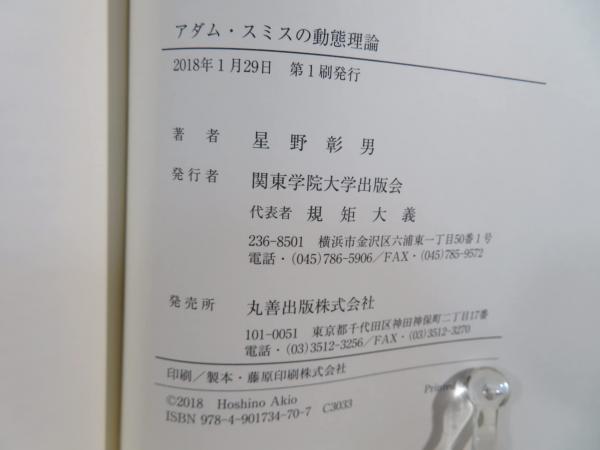 アダム・スミスの動態理論
2018年1月29日 第1刷発行
著者 星野彰男
発行者 関東学院大学出版会
代表者 規矩大義
236-8501 横浜市金沢区六浦東一丁目50番1号
電話・(045)786-5906/FAX・(045)785-9572
発売所 丸善出版株式会社
101-0051 東京都千代田区神田神保町二丁目17番
電話・(03)3512-3256/FAX・(03)3512-3270
印刷/製本・藤原印刷株式会社
©2018 Hoshino Akio
Printed
ISBN 978-4-901734-70-7 C3033